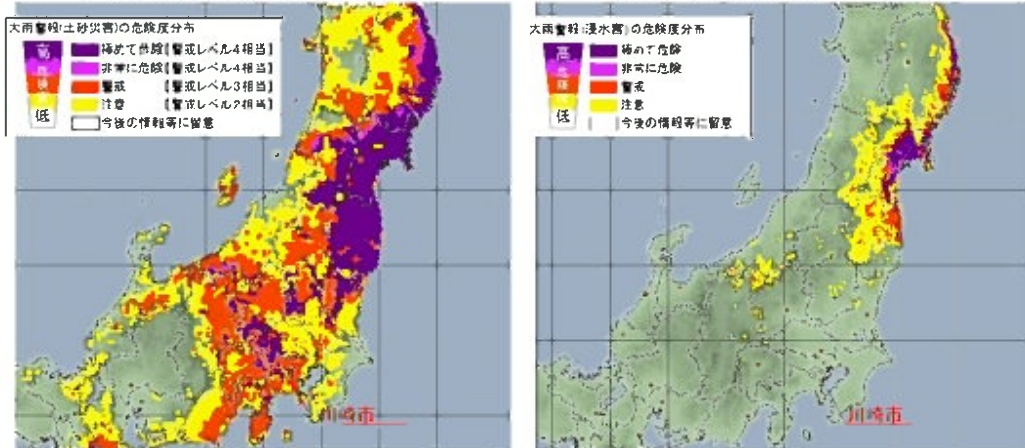 大雨警報(土砂災害)の危険度分布
高
危険度
低
極めて危険【警戒レベル4相当】
非常に危険【警戒レベル4相当】
警戒 【警戒レベル3相当】
注意 【警戒レベル2相当】
今後の情報等に留意
川崎市
大雨警報(浸水害)の危険度分布
高
危険度
低
極めて危険
非常に危険
警戒
注意
今後の情報等に留意
川崎市